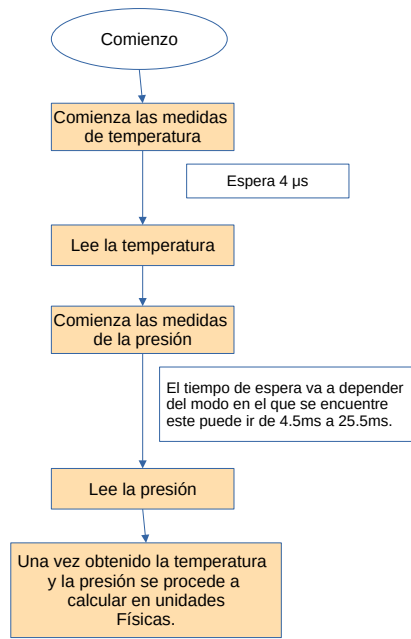 Comienzo
Comienza las medidas
de temperatura
Espera 4 μs
Lee la temperatura
Comienza las medidas
de la presión
El tiempo de espera va a depender
del modo en el que se encuentre
este puede ir de 4.5ms a 25.5ms.
Lee la presión
Una vez obtenido la temperatura
y la presión se procede a
calcular en unidades
Físicas.